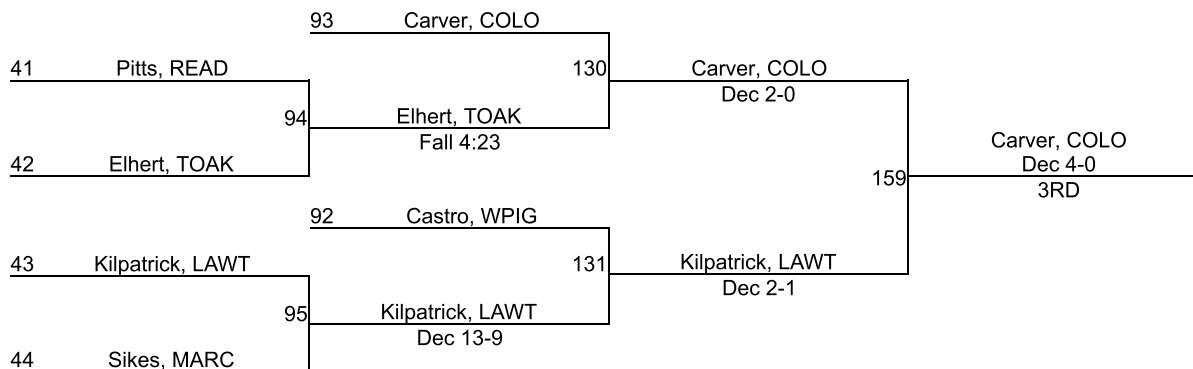 93 Carver, COLO
41 Pitts, READ
130 Carver, COLO
Dec 2-0
94 Elhert, TOAK
Fall 4:23
42 Elhert, TOAK
Carver, COLO
Dec 4-0
159
3RD
92 Castro, WPIG
43 Kilpatrick, LAWT
131 Kilpatrick, LAWT
Dec 2-1
95 Kilpatrick, LAWT
Dec 13-9
44 Sikes, MARC